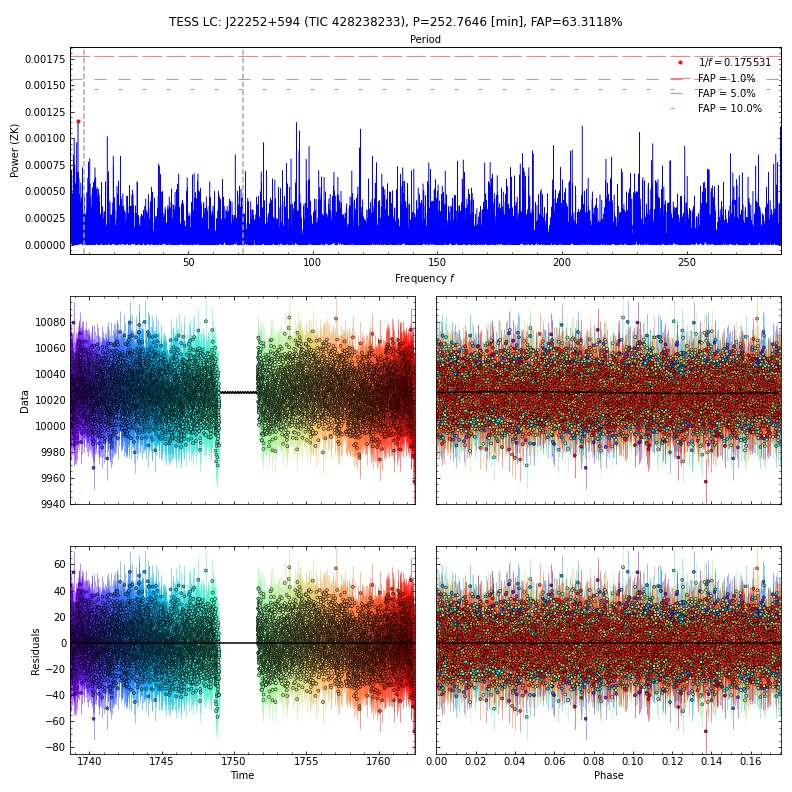 TESS LC: J22252+594 (TIC 428238233), P=252.7646 [min], FAP=63.3118%
Period
Power (ZK)
0.00175
0.00150
0.00125
0.00100
0.00075
0.00050
0.00025
0.00000
1/f = 0.175531
FAP = 1.0%
FAP = 5.0%
FAP = 10.0%
50 100 150 200 250
Frequency f
Data
10080
10060
10040
10020
10000
9980
9960
9940
Residuals
60
40
20
0
−20
−40
−60
−80
1740 1745 1750 1755 1760
Time
0.00 0.02 0.04 0.06 0.08 0.10 0.12 0.14 0.16
Phase